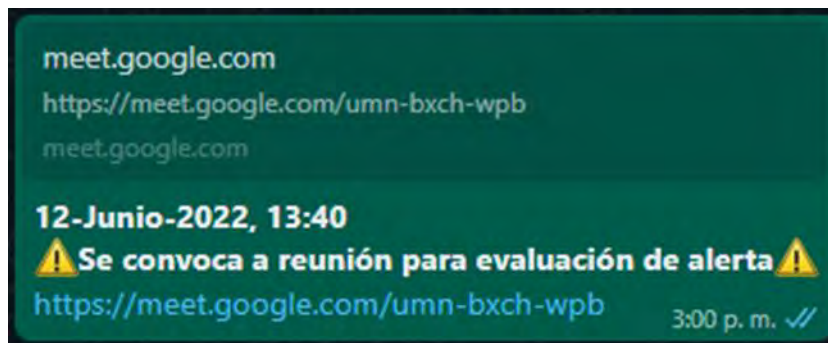 meet.google.com
https://meet.google.com/umn-bxch-wpb
meet.google.com
12-Junio-2022, 13:40
⚠️Se convoca a reunión para evaluación de alerta⚠️
https://meet.google.com/umn-bxch-wpb
3:00 p. m.